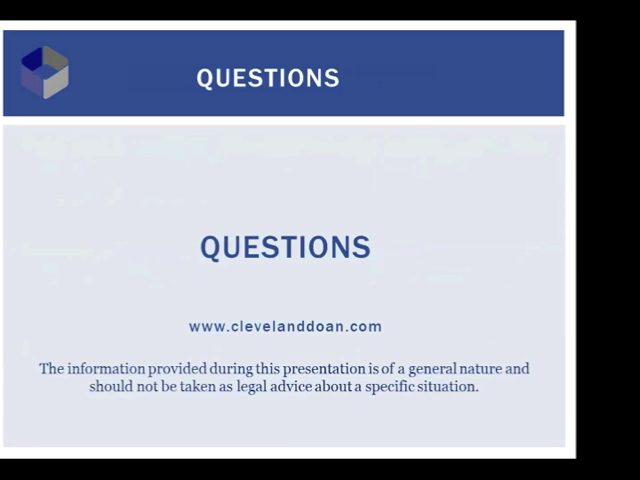 QUESTIONS
QUESTIONS
www.clevelanddoan.com
The information provided during this presentation is of a general nature and
should not be taken as legal advice about a specific situation.